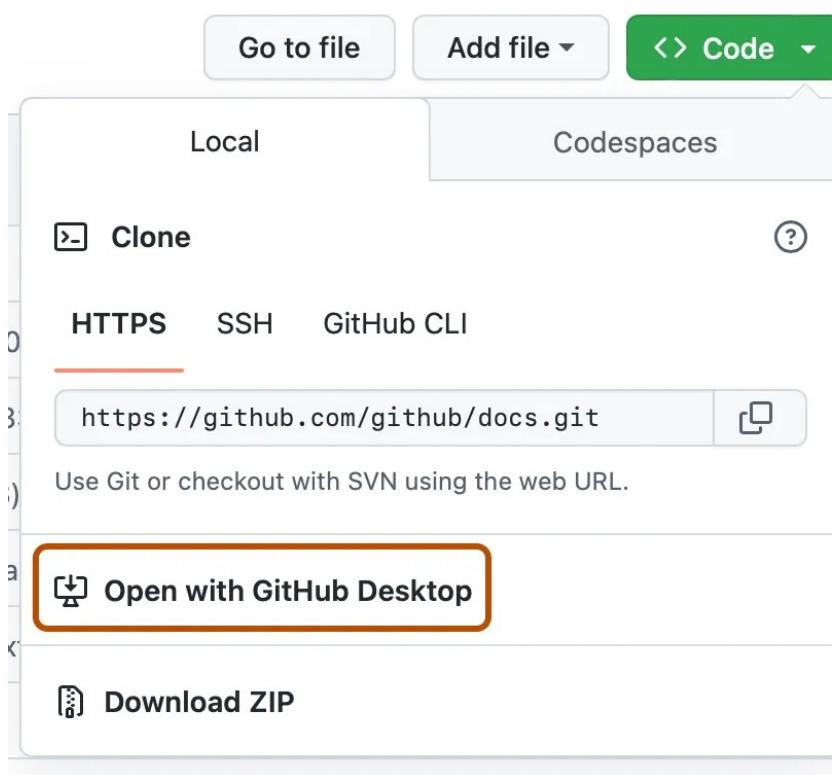 Go to file Add file Code
Local Codespaces
Clone
HTTPS SSH GitHub CLI
https://github.com/github/docs.git
Use Git or checkout with SVN using the web URL.
Open with GitHub Desktop
Download ZIP